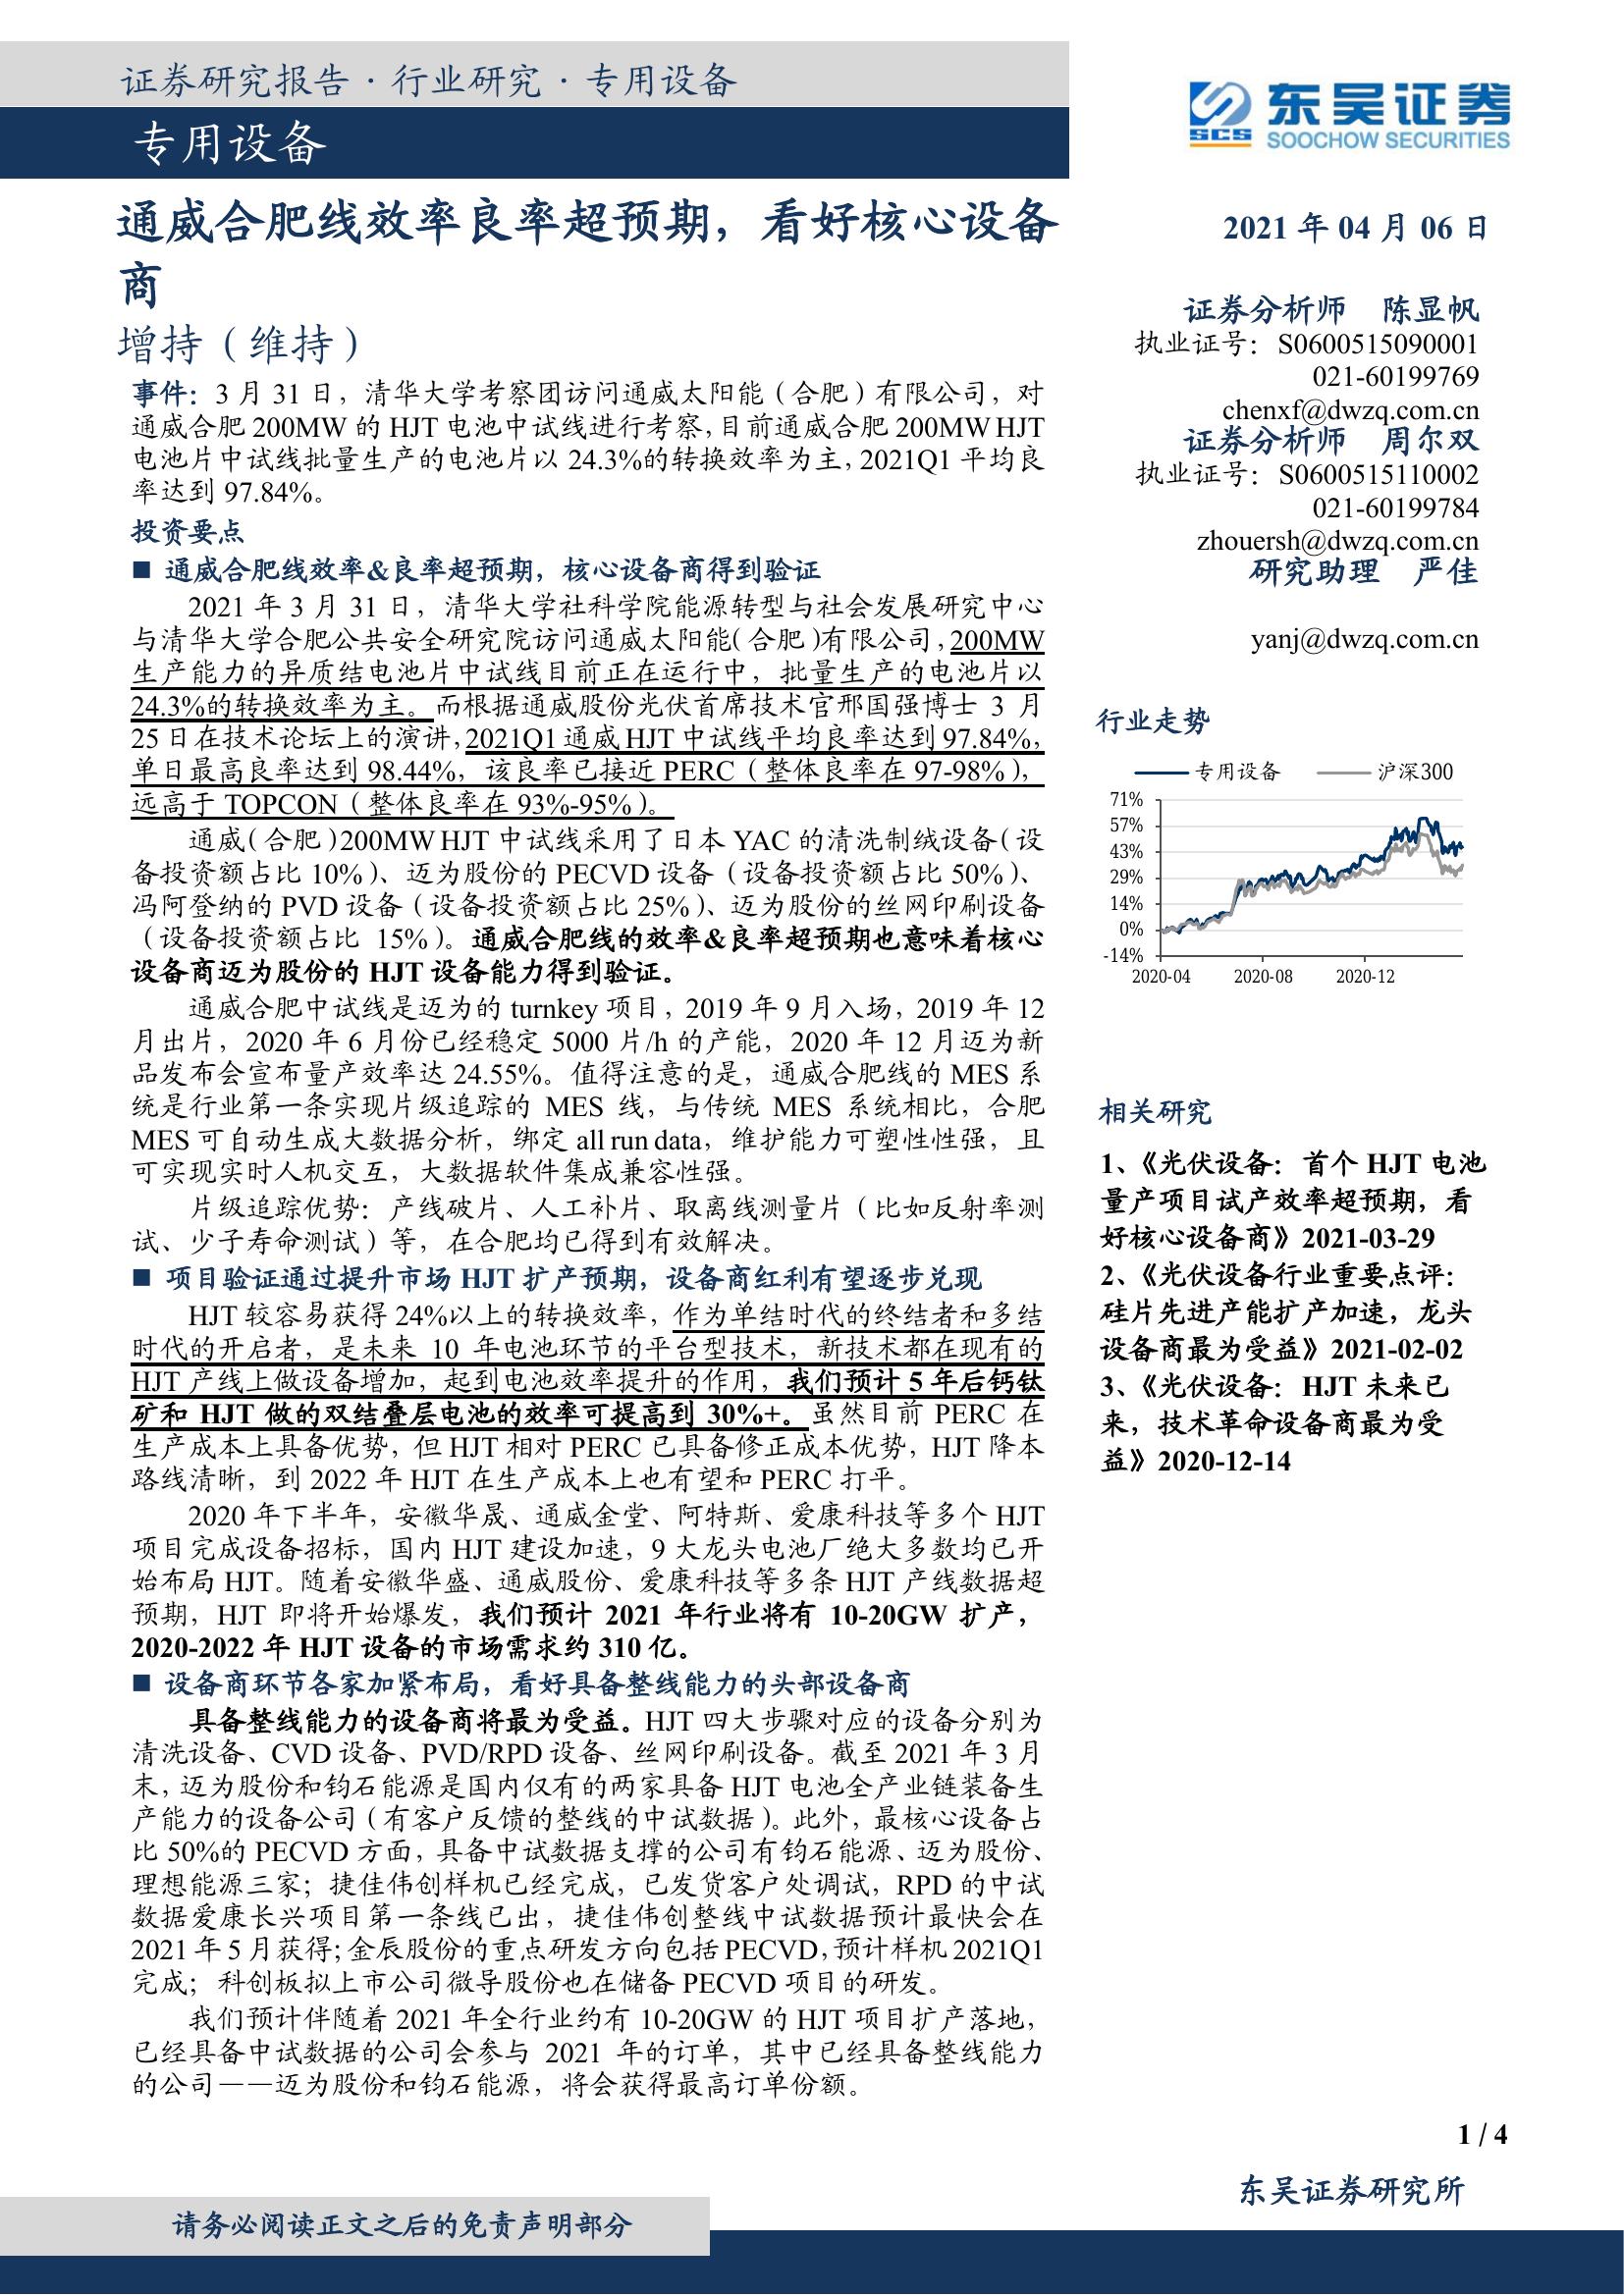 证券研究报告·行业研究·专用设备
专用设备
东吴证券
SCS
SOOCHOW SECURITIES
通威合肥线效率良率超预期，看好核心设备
商
增持（维持）
事件：3 月 31 日，清华大学考察团访问通威太阳能（合肥）有限公司，对
通威合肥 200MW 的 HJT 电池中试线进行考察，目前通威合肥 200MW HJT
电池片中试线批量生产的电池片以 24.3%的转换效率为主，2021Q1 平均良
率达到 97.84%。
投资要点
■ 通威合肥线效率&良率超预期，核心设备商得到验证
2021 年 3 月 31 日，清华大学社科学院能源转型与社会发展研究中心
与清华大学合肥公共安全研究院访问通威太阳能（合肥）有限公司，200MW
生产能力的异质结电池片中试线目前正在运行中，批量生产的电池片以
24.3%的转换效率为主。而根据通威股份光伏首席技术官邢国强博士 3 月
25 日在技术论坛上的演讲，2021Q1 通威 HJT 中试线平均良率达到 97.84%，
单日最高良率达到 98.44%，该良率已接近 PERC（整体良率在 97-98%），
远高于 TOPCON（整体良率在 93%-95%）。
通威（合肥）200MW HJT 中试线采用了日本 YAC 的清洗制绒设备（设
备投资额占比 10%）、迈为股份的 PECVD 设备（设备投资额占比 50%）、
冯阿登纳的 PVD 设备（设备投资额占比 25%）、迈为股份的丝网印刷设备
（设备投资额占比 15%）。通威合肥线的效率&良率超预期也意味着核心
设备商迈为股份的 HJT 设备能力得到验证。
通威合肥中试线是迈为的 turnkey 项目，2019 年 9 月入场，2019 年 12
月出片，2020 年 6 月份已经稳定 5000 片/h 的产能，2020 年 12 月迈为新
品发布会宣布量产效率达 24.55%。值得注意的是，通威合肥线的 MES 系
统是行业第一条实现片级追踪的 MES 线，与传统 MES 系统相比，合肥
MES 可自动生成大数据分析，绑定 all run data，维护能力可塑性性强，且
可实现实时人机交互，大数据软件集成兼容性强。
片级追踪优势：产线破片、人工补片、取离线测量片（比如反射率测
试、少子寿命测试）等，在合肥均已得到有效解决。
■ 项目验证通过提升市场 HJT 扩产预期，设备商红利有望逐步兑现
HJT 较容易获得 24%以上的转换效率，作为单结时代的终结者和多结
时代的开启者，是未来 10 年电池环节的平台型技术，新技术都在现有的
HJT 产线上做设备增加，起到电池效率提升的作用，我们预计 5 年后钙钛
矿和 HJT 做的双结叠层电池的效率可提高到 30%+。虽然目前 PERC 在
生产成本上具备优势，但 HJT 相对 PERC 已具备修正成本优势，HJT 降本
路线清晰，到 2022 年 HJT 在生产成本上也有望和 PERC 打平。
2020 年下半年，安徽华晟、通威金堂、阿特斯、爱康科技等多个 HJT
项目完成设备招标，国内 HJT 建设加速，9 大龙头电池厂绝大多数均已开
始布局 HJT。随着安徽华盛、通威股份、爱康科技等多条 HJT 产线数据超
预期，HJT 即将开始爆发，我们预计 2021 年行业将有 10-20GW 扩产，
2020-2022 年 HJT 设备的市场需求约 310 亿。
■ 设备商环节各家加紧布局，看好具备整线能力的头部设备商
具备整线能力的设备商将最为受益。HJT 四大步骤对应的设备分别为
清洗设备、CVD 设备、PVD/RPD 设备、丝网印刷设备。截至 2021 年 3 月
末，迈为股份和钧石能源是国内仅有的两家具备 HJT 电池全产业链装备生
产能力的设备公司（有客户反馈的整线的中试数据）。此外，最核心设备占
比 50%的 PECVD 方面，具备中试数据支撑的公司有钧石能源、迈为股份、
理想能源三家；捷佳伟创样机已经完成，已发货客户处调试，RPD 的中试
数据爱康长兴项目第一条线已出，捷佳伟创整线中试数据预计最快会在
2021 年 5 月获得；金辰股份的重点研发方向包括 PECVD，预计样机 2021Q1
完成；科创板拟上市公司微导股份也在储备 PECVD 项目的研发。
我们预计伴随着 2021 年全行业约有 10-20GW 的 HJT 项目扩产落地，
已经具备中试数据的公司会参与 2021 年的订单，其中已经具备整线能力
的公司——迈为股份和钧石能源，将会获得最高订单份额。
2021 年 04 月 06 日
证券分析师 陈显帆
执业证号：S0600515090001
021-60199769
chenxf@dwzq.com.cn
证券分析师 周尔双
执业证号：S0600515110002
021-60199784
zhouersh@dwzq.com.cn
研究助理 严佳
yanj@dwzq.com.cn
行业走势
专用设备 沪深300
71%
57%
43%
29%
14%
0%
-14%
2020-04 2020-08 2020-12
相关研究
1、《光伏设备：首个 HJT 电池
量产项目试产效率超预期，看
好核心设备商》2021-03-29
2、《光伏设备行业重要点评：
硅片先进产能扩产加速，龙头
设备商最为受益》2021-02-02
3、《光伏设备：HJT 未来已
来，技术革命设备商最为受
益》2020-12-14
1 / 4
东吴证券研究所
请务必阅读正文之后的免责声明部分